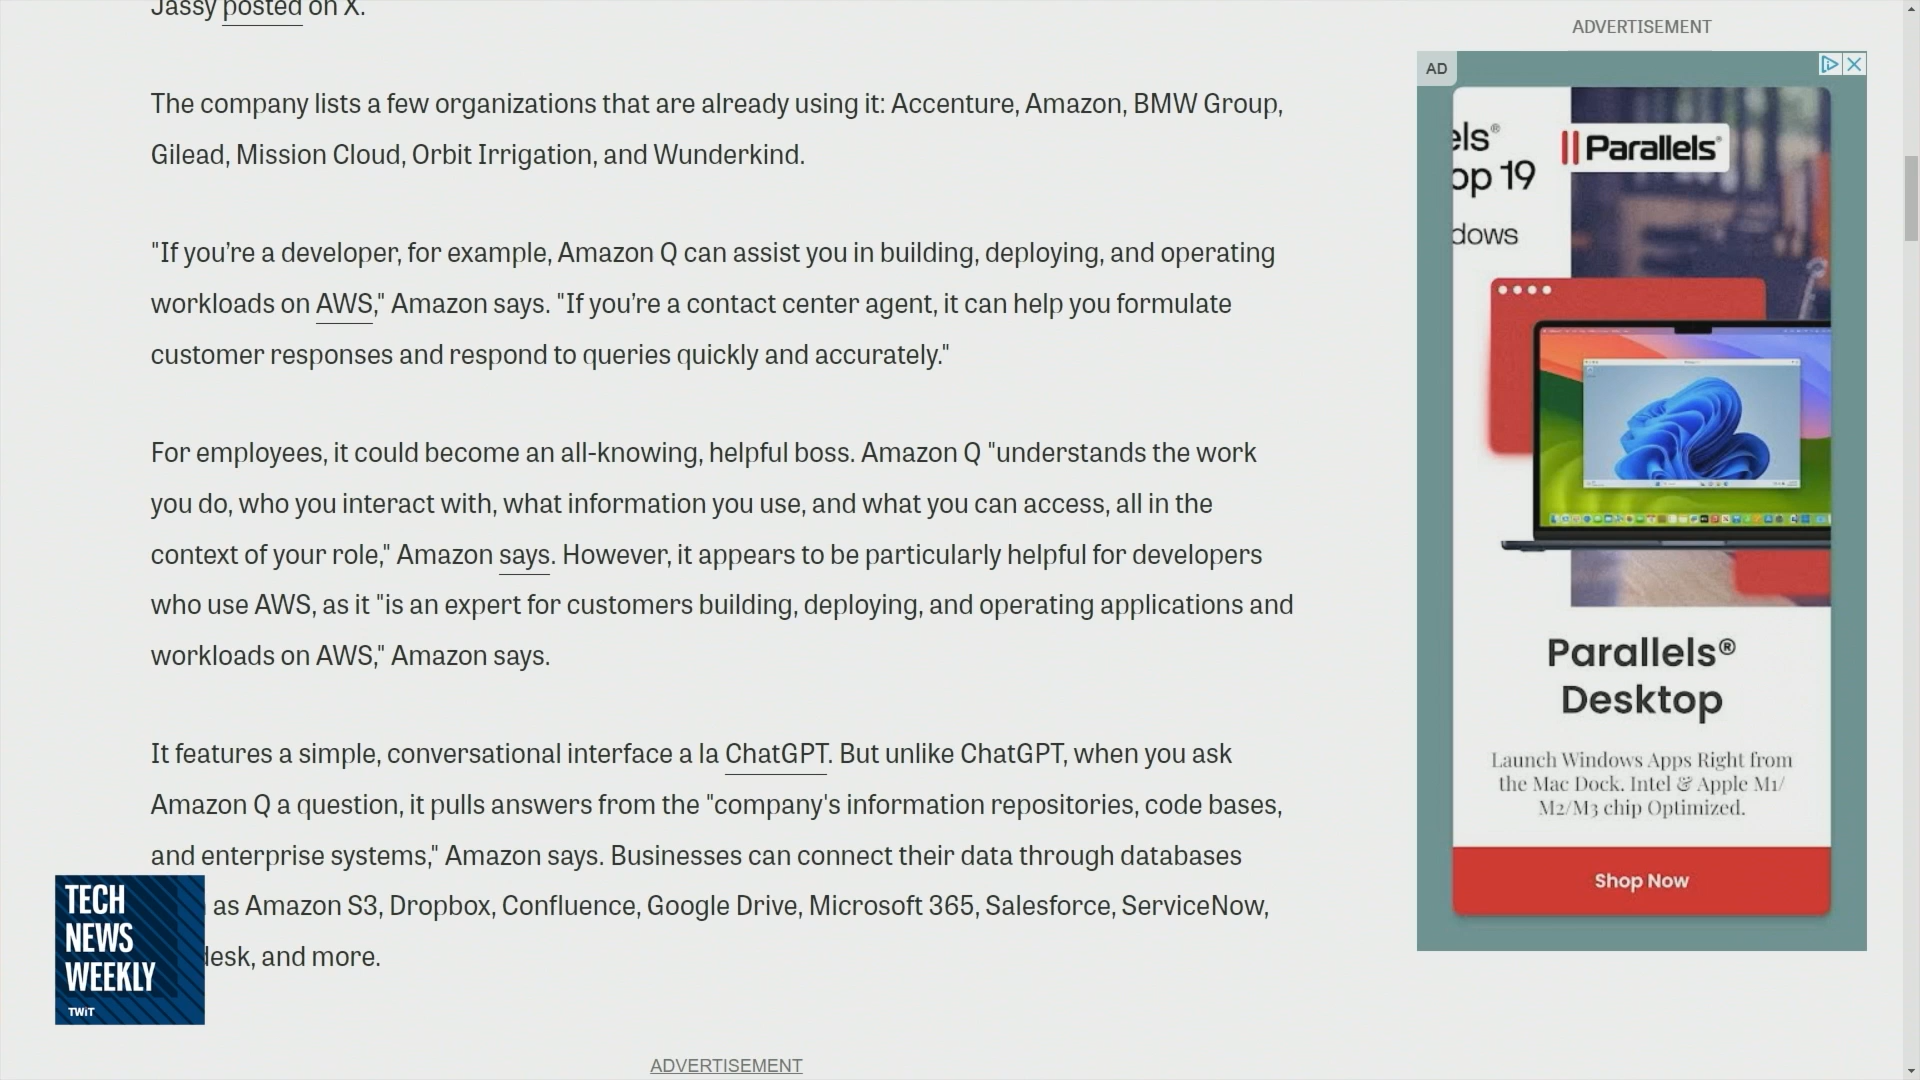 Jassy posted on X.
The company lists a few organizations that are already using it: Accenture, Amazon, BMW Group,
Gilead, Mission Cloud, Orbit Irrigation, and Wunderkind.
"If you're a developer, for example, Amazon Q can assist you in building, deploying, and operating
workloads on AWS," Amazon says. "If you're a contact center agent, it can help you formulate
customer responses and respond to queries quickly and accurately."
For employees, it could become an all-knowing, helpful boss. Amazon Q "understands the work
you do, who you interact with, what information you use, and what you can access, all in the
context of your role," Amazon says. However, it appears to be particularly helpful for developers
who use AWS, as it "is an expert for customers building, deploying, and operating applications and
workloads on AWS," Amazon says.
It features a simple, conversational interface a la ChatGPT. But unlike ChatGPT, when you ask
Amazon Q a question, it pulls answers from the "company's information repositories, code bases,
and enterprise systems," Amazon says. Businesses can connect their data through databases
as Amazon S3, Dropbox, Confluence, Google Drive, Microsoft 365, Salesforce, ServiceNow,
desk, and more.
TECH
NEWS
WEEKLY
TWiT
ADVERTISEMENT
ADVERTISEMENT
AD
els®
op 19
dows
Parallels®
Parallels®
Desktop
Launch Windows Apps Right from
the Mac Dock. Intel & Apple M1/
M2/M3 chip Optimized.
Shop Now